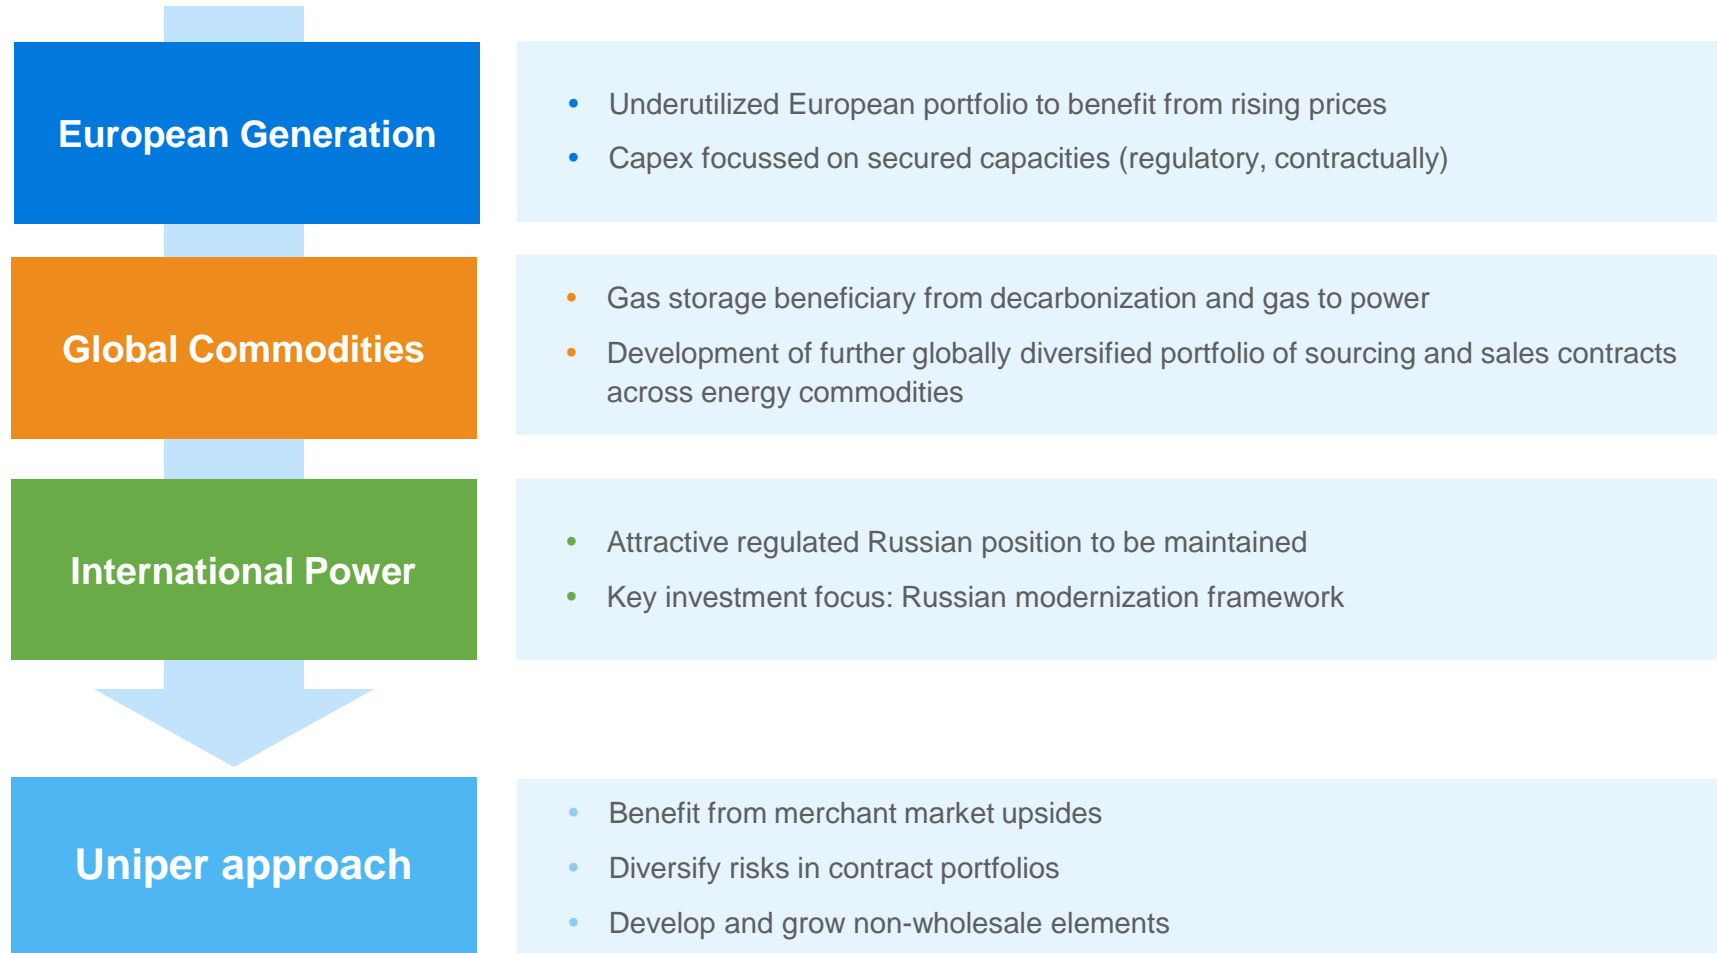 European Generation
• Underutilized European portfolio to benefit from rising prices
• Capex focussed on secured capacities (regulatory, contractually)
Global Commodities
• Gas storage beneficiary from decarbonization and gas to power
• Development of further globally diversified portfolio of sourcing and sales contracts
across energy commodities
International Power
• Attractive regulated Russian position to be maintained
• Key investment focus: Russian modernization framework
Uniper approach
• Benefit from merchant market upsides
• Diversify risks in contract portfolios
• Develop and grow non-wholesale elements